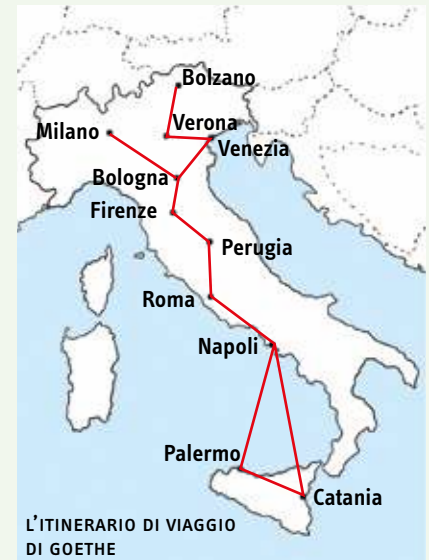 Bolzano
Milano
Verona
Venezia
Bologna
Firenze
Perugia
Roma
Napoli
Palermo
Catania
L'ITINERARIO DI VIAGGIO
DI GOETHE